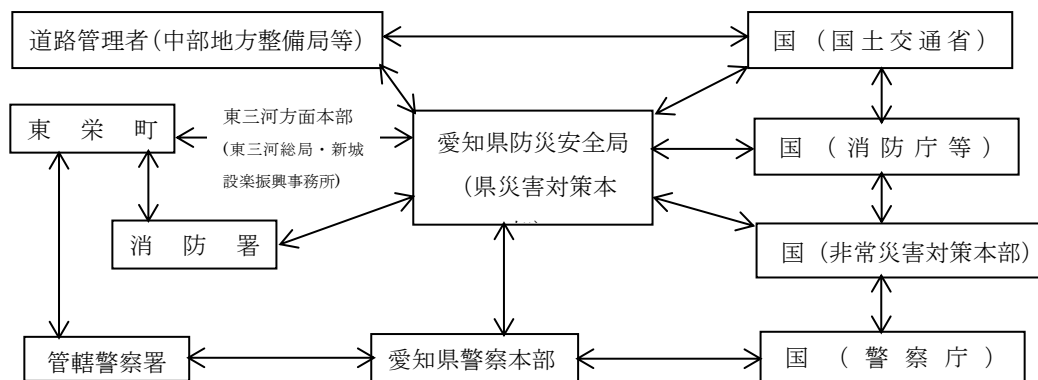 道路管理者(中部地方整備局等)
国（国土交通省）
東栄町
東三河方面本部
(東三河総局・新城
設楽振興事務所)
愛知県防災安全局
（県災害対策本
国（消防庁等）
消防署
国（非常災害対策本部）
管轄警察署
愛知県警察本部
国（警察庁）